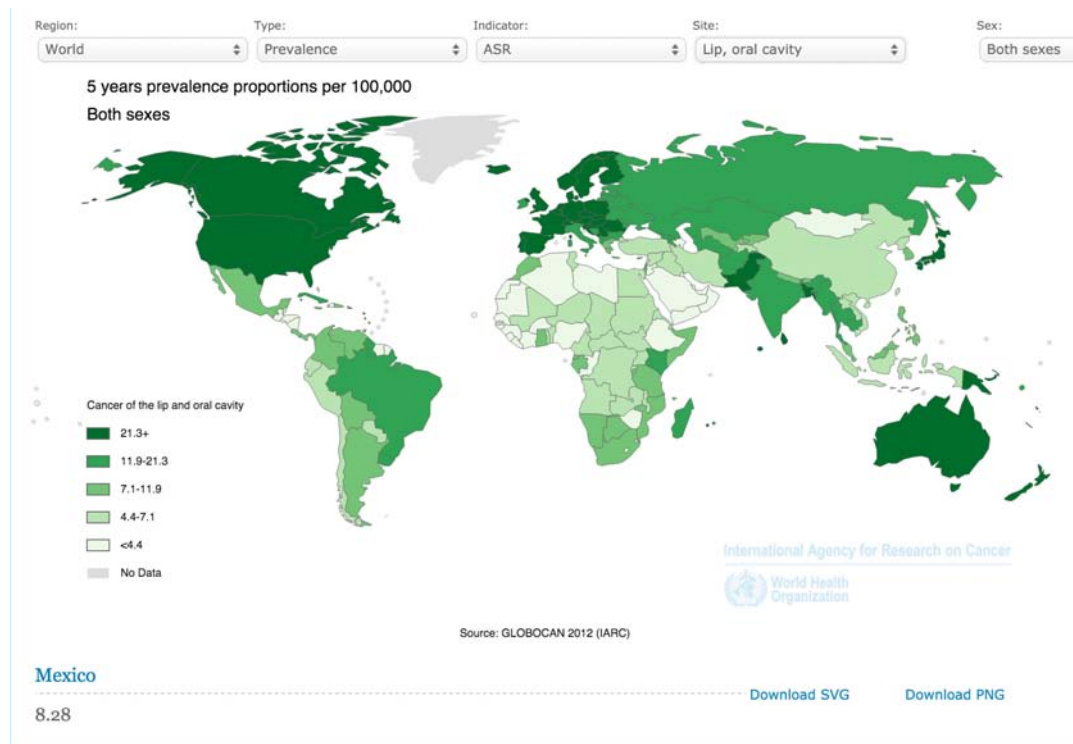 Region: Type: Indicator: Site: Sex:
World Prevalence ASR Lip, oral cavity Both sexes
5 years prevalence proportions per 100,000
Both sexes
Cancer of the lip and oral cavity
21.3+
11.9-21.3
7.1-11.9
4.4-7.1
<4.4
No Data
International Agency for Research on Cancer
World Health
Organization
Source: GLOBOCAN 2012 (IARC)
Mexico
Download SVG Download PNG
8.28